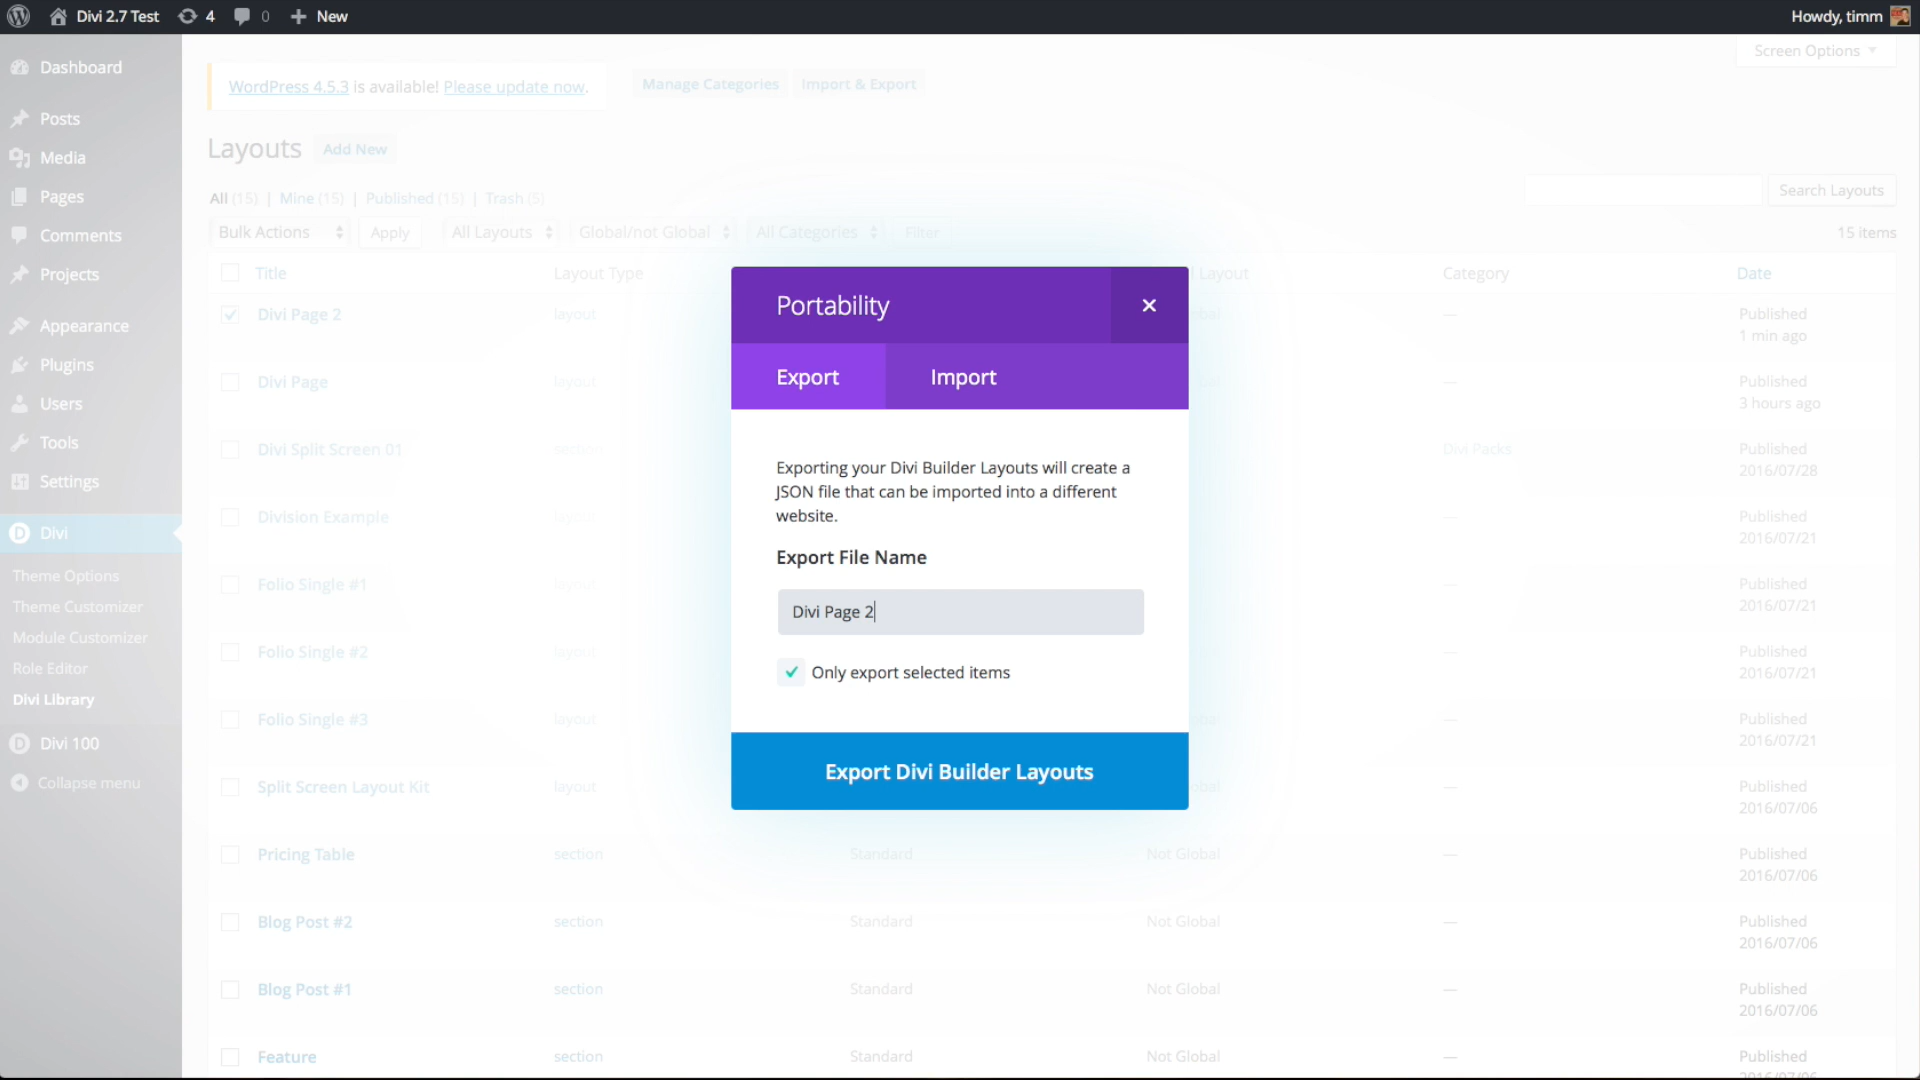 Divi 2.7 Test 4 0 New Howdy, timm
Screen Options
Dashboard
Posts
Media
Pages
Comments
Projects
Appearance
Plugins
Users
Tools
Settings
Divi
Theme Options
Theme Customizer
Module Customizer
Role Editor
Divi Library
Divi 100
Collapse menu
WordPress 4.5.3 is available! Please update now.
Manage Categories Import & Export
Layouts Add New
All (15) | Mine (15) | Published (15) | Trash (5)
Search Layouts
Bulk Actions Apply All Layouts Global/not Global All Categories Filter 15 items
Title Layout Type Layout Category Date
Divi Page 2 layout — Published
1 min ago
Divi Page layout — Published
3 hours ago
Divi Split Screen 01 section Divi Packs Published
2016/07/28
Division Example layout — Published
2016/07/21
Folio Single #1 layout — Published
2016/07/21
Folio Single #2 layout — Published
2016/07/21
Folio Single #3 layout — Published
2016/07/21
Split Screen Layout Kit layout — Published
2016/07/06
Pricing Table section Standard Not Global — Published
2016/07/06
Blog Post #2 section Standard Not Global — Published
2016/07/06
Blog Post #1 section Standard Not Global — Published
2016/07/06
Feature section Standard Not Global — Published
Portability
Export Import
Exporting your Divi Builder Layouts will create a
JSON file that can be imported into a different
website.
Export File Name
Divi Page 2
Only export selected items
Export Divi Builder Layouts